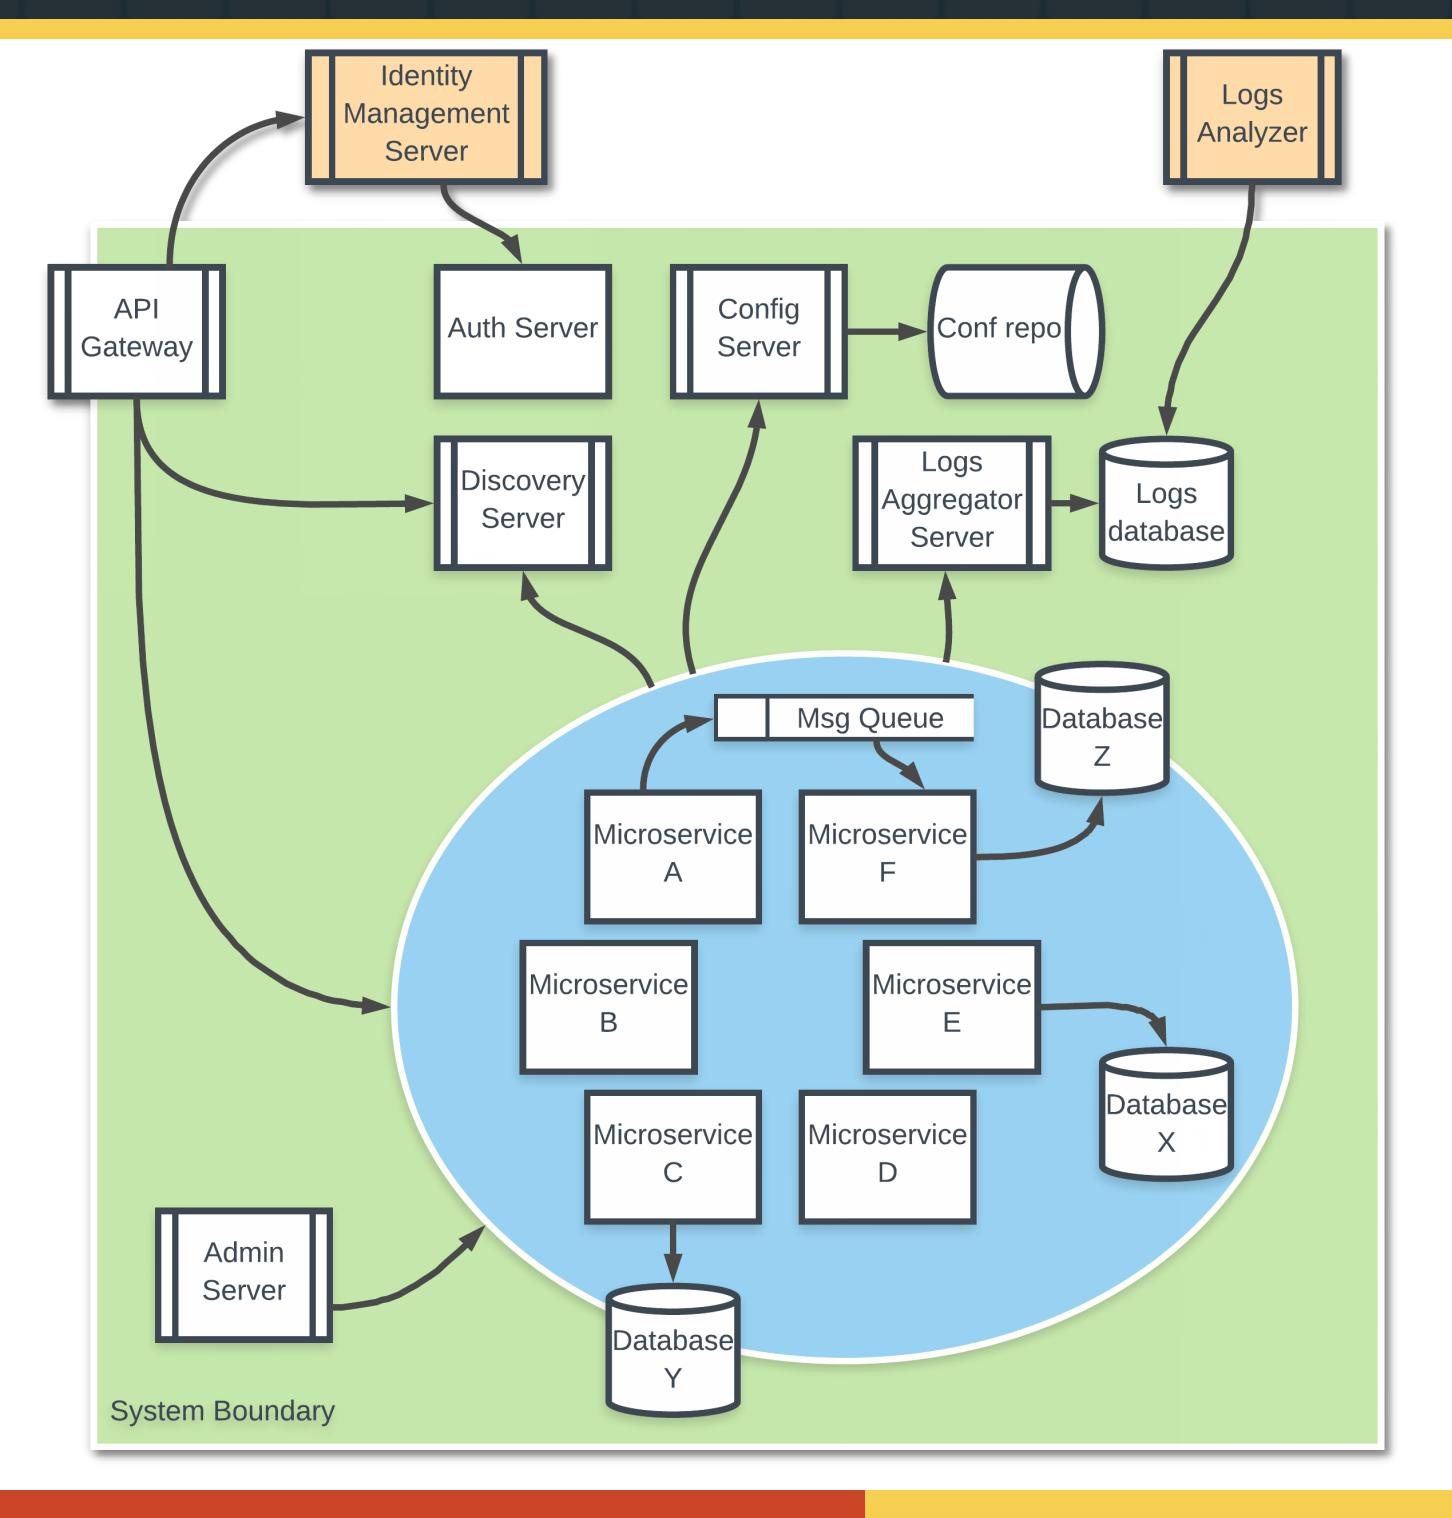 Identity
Management
Server
Logs
Analyzer
API
Gateway
Auth Server
Config
Server
Conf repo
Discovery
Server
Logs
Aggregator
Server
Logs
database
Msg Queue
Database
Z
Microservice
A
Microservice
F
Microservice
B
Microservice
E
Microservice
C
Microservice
D
Database
X
Admin
Server
Database
Y
System Boundary